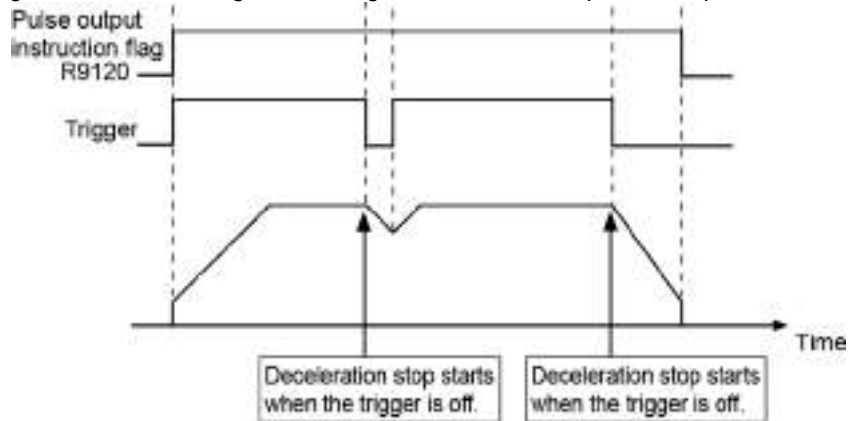 Pulse output
instruction flag
R9120
Trigger
Time
Deceleration stop starts
when the trigger is off.
Deceleration stop starts
when the trigger is off.